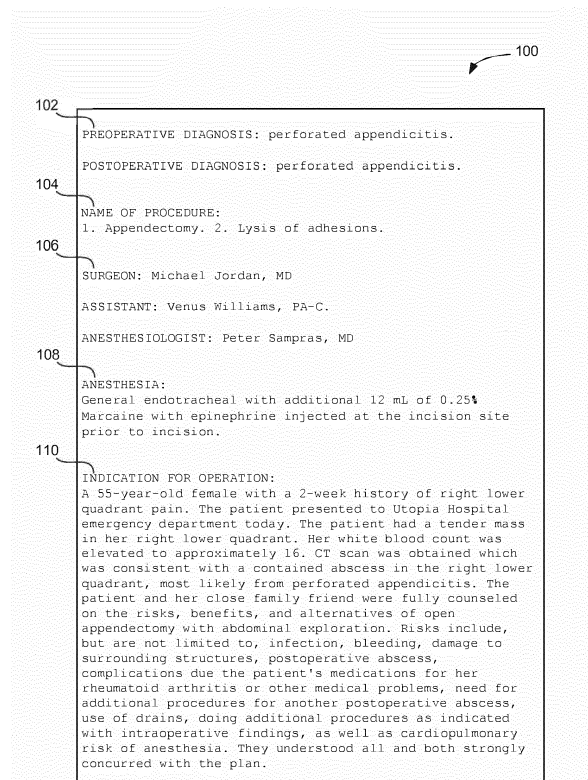 100
102
PREOPERATIVE DIAGNOSIS: perforated appendicitis.
POSTOPERATIVE DIAGNOSIS: perforated appendicitis.
104
NAME OF PROCEDURE:
1. Appendectomy. 2. Lysis of adhesions.
106
SURGEON: Michael Jordan, MD
ASSISTANT: Venus Williams, PA-C.
ANESTHESIOLOGIST: Peter Sampras, MD
108
ANESTHESIA:
General endotracheal with additional 12 mL of 0.25%
Marcaine with epinephrine injected at the incision site
prior to incision.
110
INDICATION FOR OPERATION:
A 55-year-old female with a 2-week history of right lower
quadrant pain. The patient presented to Utopia Hospital
emergency department today. The patient had a tender mass
in her right lower quadrant. Her white blood count was
elevated to approximately 16. CT scan was obtained which
was consistent with a contained abscess in the right lower
quadrant, most likely from perforated appendicitis. The
patient and her close family friend were fully counseled
on the risks, benefits, and alternatives of open
appendectomy with abdominal exploration. Risks include,
but are not limited to, infection, bleeding, damage to
surrounding structures, postoperative abscess,
complications due the patient's medications for her
rheumatoid arthritis or other medical problems, need for
additional procedures for another postoperative abscess,
use of drains, doing additional procedures as indicated
with intraoperative findings, as well as cardiopulmonary
risk of anesthesia. They understood all and both strongly
concurred with the plan.